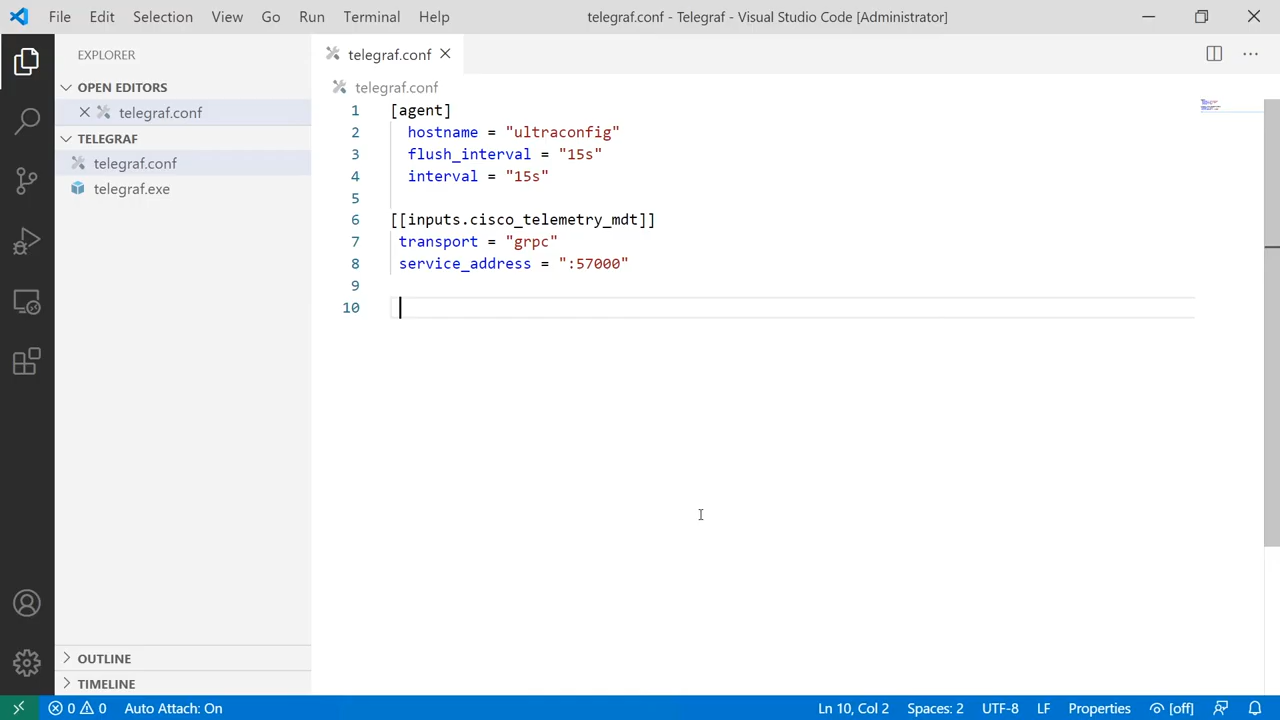 File Edit Selection View Go Run Terminal Help telegraf.conf - Telegraf - Visual Studio Code [Administrator]
EXPLORER
OPEN EDITORS
telegraf.conf
TELEGRAF
telegraf.conf
telegraf.exe
OUTLINE
TIMELINE
telegraf.conf
telegraf.conf
1 [agent]
2 hostname = "ultraconfig"
3 flush_interval = "15s"
4 interval = "15s"
5
6 [[inputs.cisco_telemetry_mdt]]
7 transport = "grpc"
8 service_address = ":57000"
9
10
0 0 Auto Attach: On Ln 10, Col 2 Spaces: 2 UTF-8 LF Properties [off]